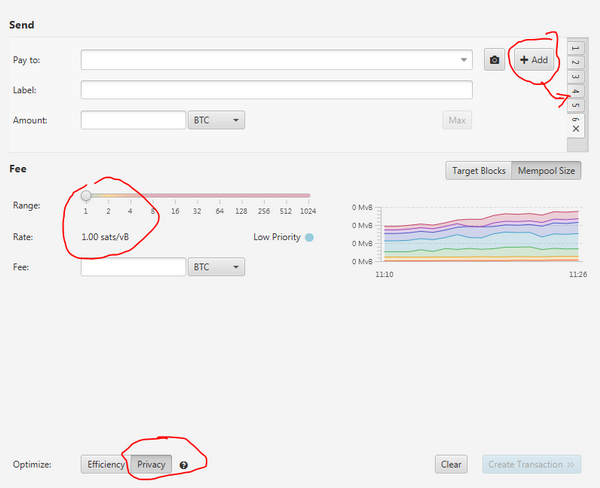 Send
Pay to:
+ Add
Label:
Amount:
BTC
Max
1
2
3
4
5
6 ×
Fee
Target Blocks
Mempool Size
Range:
1 2 4 8 16 32 64 128 256 512 1024
Rate:
1.00 sats/vB
Low Priority
Fee:
BTC
0 MvB
0 MvB
0 MvB
0 MvB
11:10
11:26
Optimize:
Efficiency
Privacy
?
Clear
Create Transaction »